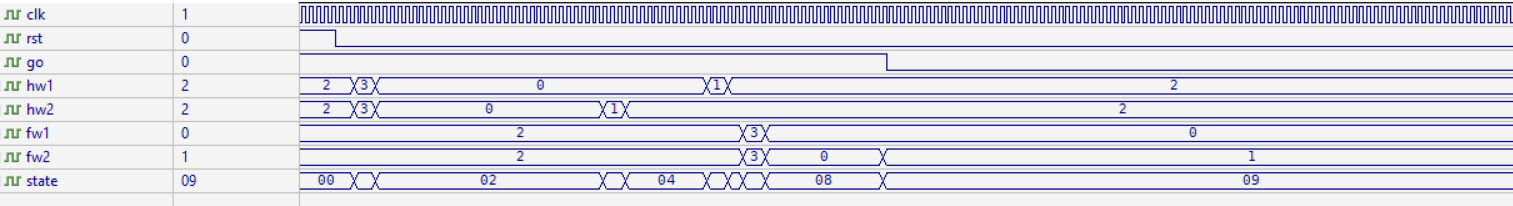 clk 1
rst 0
go 0
hw1 2 2 3 0 1 2
hw2 2 2 3 0 1 2
fw1 0 2 3 0
fw2 1 2 3 0 1
state 09 00 02 04 08 09